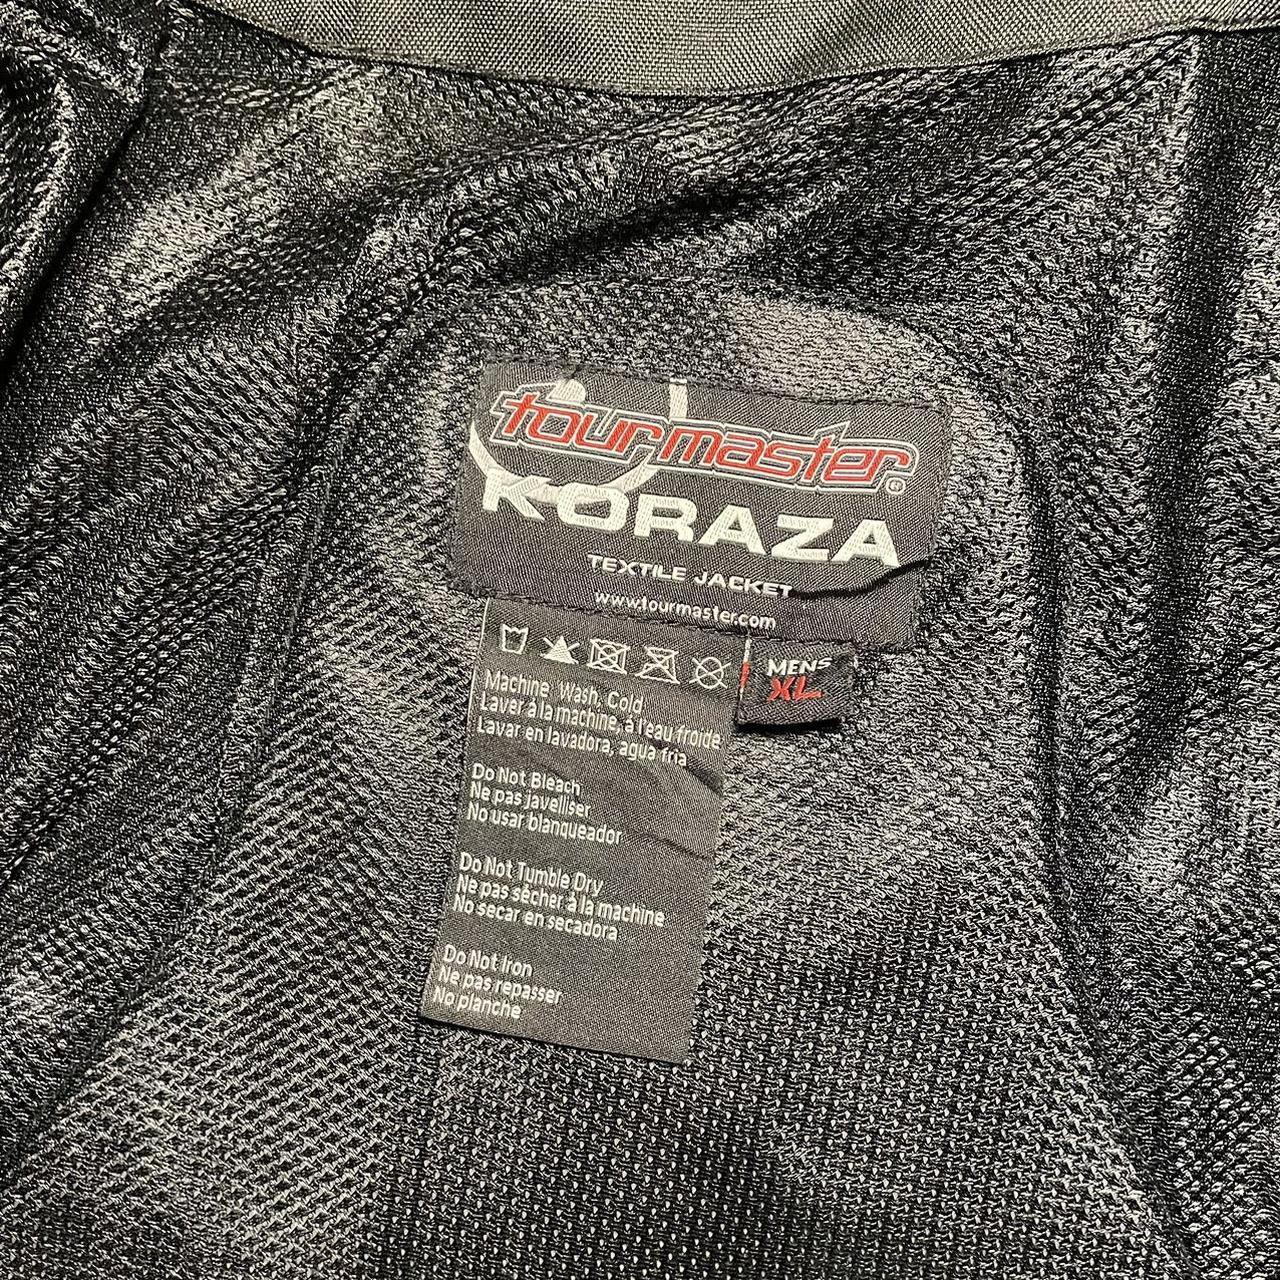 tourmaster®
KORAZA
TEXTILE JACKET
www.tourmaster.com
MENS
XL
Machine Wash, Cold
Laver à la machine, à l'eau froide
Lavar en lavadora, agua fria
Do Not Bleach
Ne pas javelliser
No usar blanqueador
Do Not Tumble Dry
Ne pas sécher à la machine
No secar en secadora
Do Not Iron
Ne pas repasser
No planche